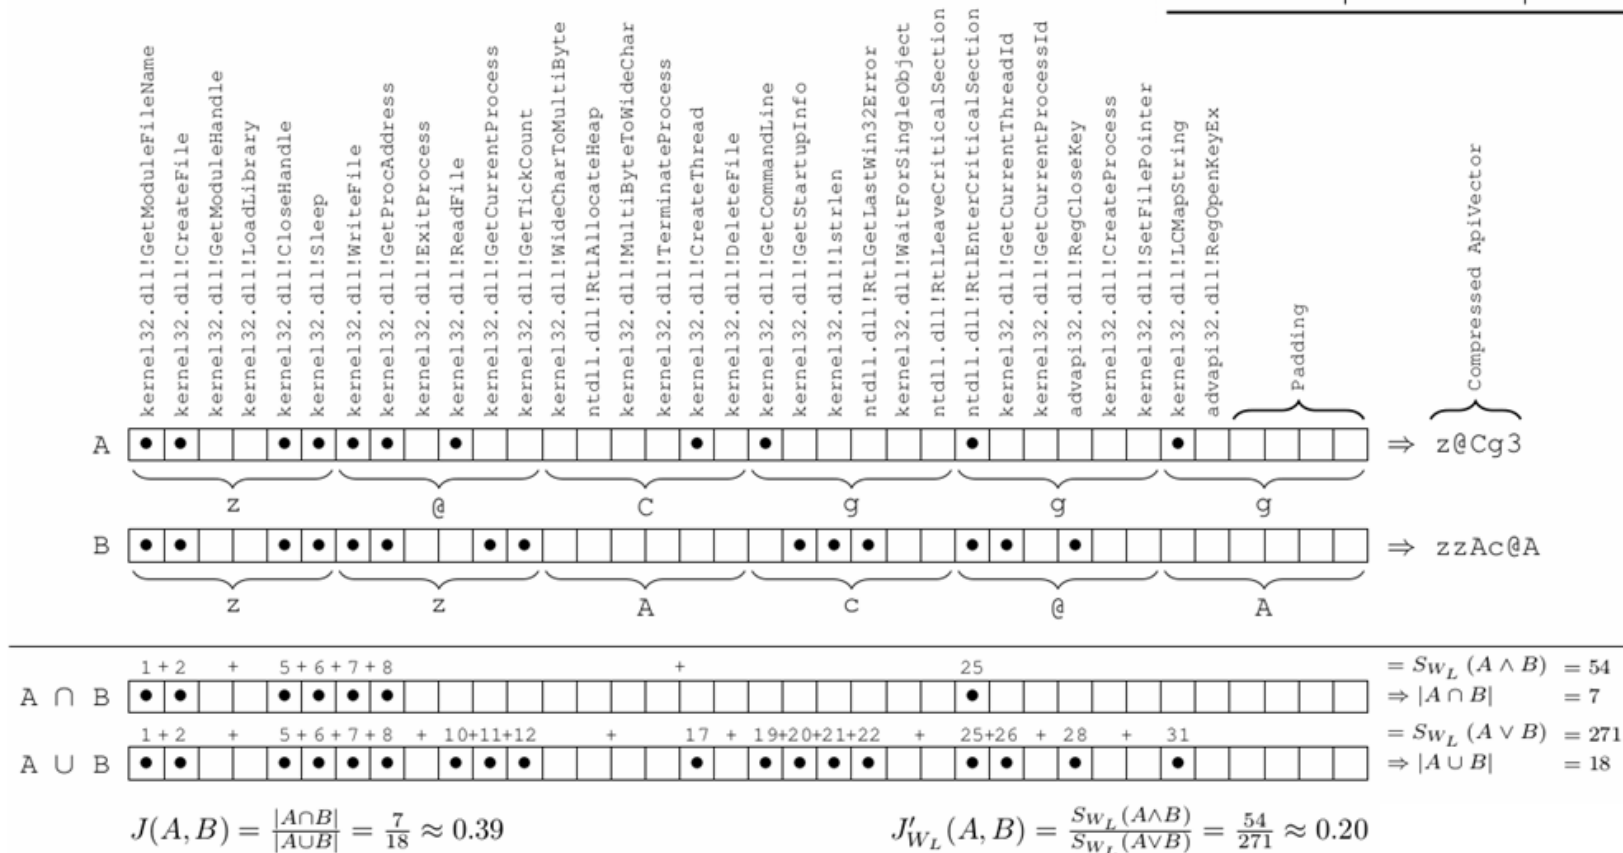 kernel32.dll!GetModuleFileName
kernel32.dll!CreateFile
kernel32.dll!GetModuleHandle
kernel32.dll!LoadLibrary
kernel32.dll!CloseHandle
kernel32.dll!Sleep
kernel32.dll!WriteFile
kernel32.dll!GetProcAddress
kernel32.dll!ExitProcess
kernel32.dll!ReadFile
kernel32.dll!GetCurrentProcess
kernel32.dll!GetTickCount
kernel32.dll!WideCharToMultiByte
ntdll.dll!RtlAllocateHeap
kernel32.dll!MultiByteToWideChar
kernel32.dll!TerminateProcess
kernel32.dll!CreateThread
kernel32.dll!DeleteFile
kernel32.dll!GetCommandLine
kernel32.dll!GetStartupInfo
kernel32.dll!lstrlen
ntdll.dll!RtlGetLastWin32Error
kernel32.dll!WaitForSingleObject
ntdll.dll!RtlLeaveCriticalSection
ntdll.dll!RtlEnterCriticalSection
kernel32.dll!GetCurrentThreadId
kernel32.dll!GetCurrentProcessId
advapi32.dll!RegCloseKey
kernel32.dll!CreateProcess
kernel32.dll!SetFilePointer
kernel32.dll!LCMapString
advapi32.dll!RegOpenKeyEx
Padding
Compressed ApiVector
A ⇒ z@Cg3
z @ C g g g
B ⇒ zzAc@A
z z A c @ A
1 + 2 + 5 + 6 + 7 + 8 + 25 = S_{W_L} (A ∧ B) = 54
A ∩ B ⇒ |A ∩ B| = 7
1 + 2 + 5 + 6 + 7 + 8 + 10+11+12 + 17 + 19+20+21+22 + 25+26 + 28 + 31 = S_{W_L} (A ∨ B) = 271
A ∪ B ⇒ |A ∪ B| = 18
J(A, B) = |A∩B| / |A∪B| = 7/18 ≈ 0.39
J'_{W_L}(A, B) = S_{W_L}(A∧B) / S_{W_L}(A∨B) = 54/271 ≈ 0.20